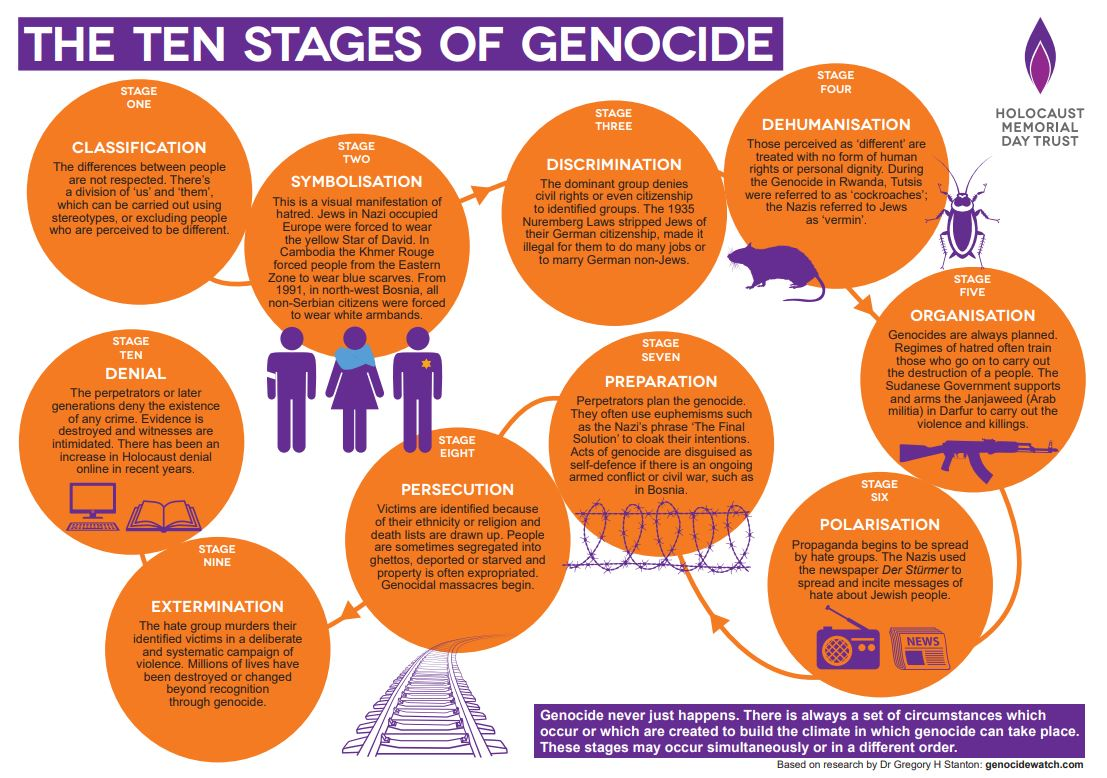 THE TEN STAGES OF GENOCIDE
HOLOCAUST
MEMORIAL
DAY TRUST
STAGE
ONE
CLASSIFICATION
The differences between people
are not respected. There's
a division of 'us' and 'them',
which can be carried out using
stereotypes, or excluding people
who are perceived to be different.
STAGE
TWO
SYMBOLISATION
This is a visual manifestation of
hatred. Jews in Nazi occupied
Europe were forced to wear
the yellow Star of David. In
Cambodia the Khmer Rouge
forced people from the Eastern
Zone to wear blue scarves. From
1991, in north-west Bosnia, all
non-Serbian citizens were forced
to wear white armbands.
STAGE
THREE
DISCRIMINATION
The dominant group denies
civil rights or even citizenship
to identified groups. The 1935
Nuremberg Laws stripped Jews of
their German citizenship, made it
illegal for them to do many jobs or
to marry German non-Jews.
STAGE
FOUR
DEHUMANISATION
Those perceived as 'different' are
treated with no form of human
rights or personal dignity. During
the Genocide in Rwanda, Tutsis
were referred to as 'cockroaches';
the Nazis referred to Jews
as 'vermin'.
STAGE
FIVE
ORGANISATION
Genocides are always planned.
Regimes of hatred often train
those who go on to carry out
the destruction of a people. The
Sudanese Government supports
and arms the Janjaweed (Arab
militia) in Darfur to carry out the
violence and killings.
STAGE
SIX
POLARISATION
Propaganda begins to be spread
by hate groups. The Nazis used
the newspaper Der Stürmer to
spread and incite messages of
hate about Jewish people.
NEWS
STAGE
SEVEN
PREPARATION
Perpetrators plan the genocide.
They often use euphemisms such
as the Nazi's phrase 'The Final
Solution' to cloak their intentions.
Acts of genocide are disguised as
self-defence if there is an ongoing
armed conflict or civil war, such as
in Bosnia.
STAGE
EIGHT
PERSECUTION
Victims are identified because
of their ethnicity or religion and
death lists are drawn up. People
are sometimes segregated into
ghettos, deported or starved and
property is often expropriated.
Genocidal massacres begin.
STAGE
NINE
EXTERMINATION
The hate group murders their
identified victims in a deliberate
and systematic campaign of
violence. Millions of lives have
been destroyed or changed
beyond recognition
through genocide.
STAGE
TEN
DENIAL
The perpetrators or later
generations deny the existence
of any crime. Evidence is
destroyed and witnesses are
intimidated. There has been an
increase in Holocaust denial
online in recent years.
Genocide never just happens. There is always a set of circumstances which
occur or which are created to build the climate in which genocide can take place.
These stages may occur simultaneously or in a different order.
Based on research by Dr Gregory H Stanton: genocidewatch.com